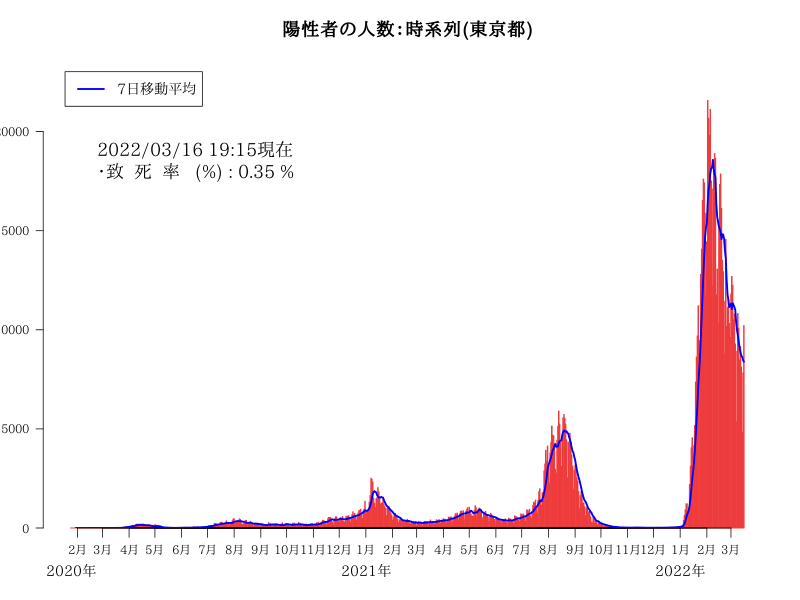 陽性者の人数:時系列(東京都)
7日移動平均
2022/03/16 19:15現在
・致 死 率 (%) : 0.35 %
20000
5000
0000
5000
0
2月 3月 4月 5月 6月 7月 8月 9月 10月 11月 12月 1月 2月 3月 4月 5月 6月 7月 8月 9月 10月 11月 12月 1月 2月 3月
2020年 2021年 2022年